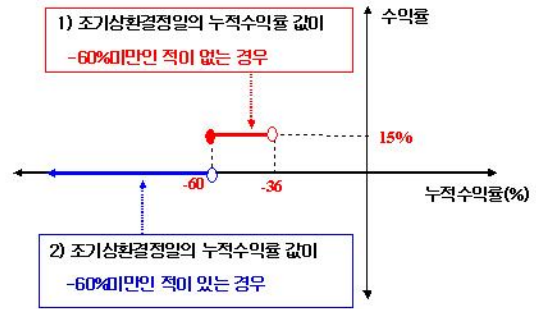 1) 조기상환결정일의 누적수익률 값이
-60%미만인 적이 없는 경우
수익률
15%
-60
-36
누적수익률(%)
2) 조기상환결정일의 누적수익률 값이
-60%미만인 적이 있는 경우